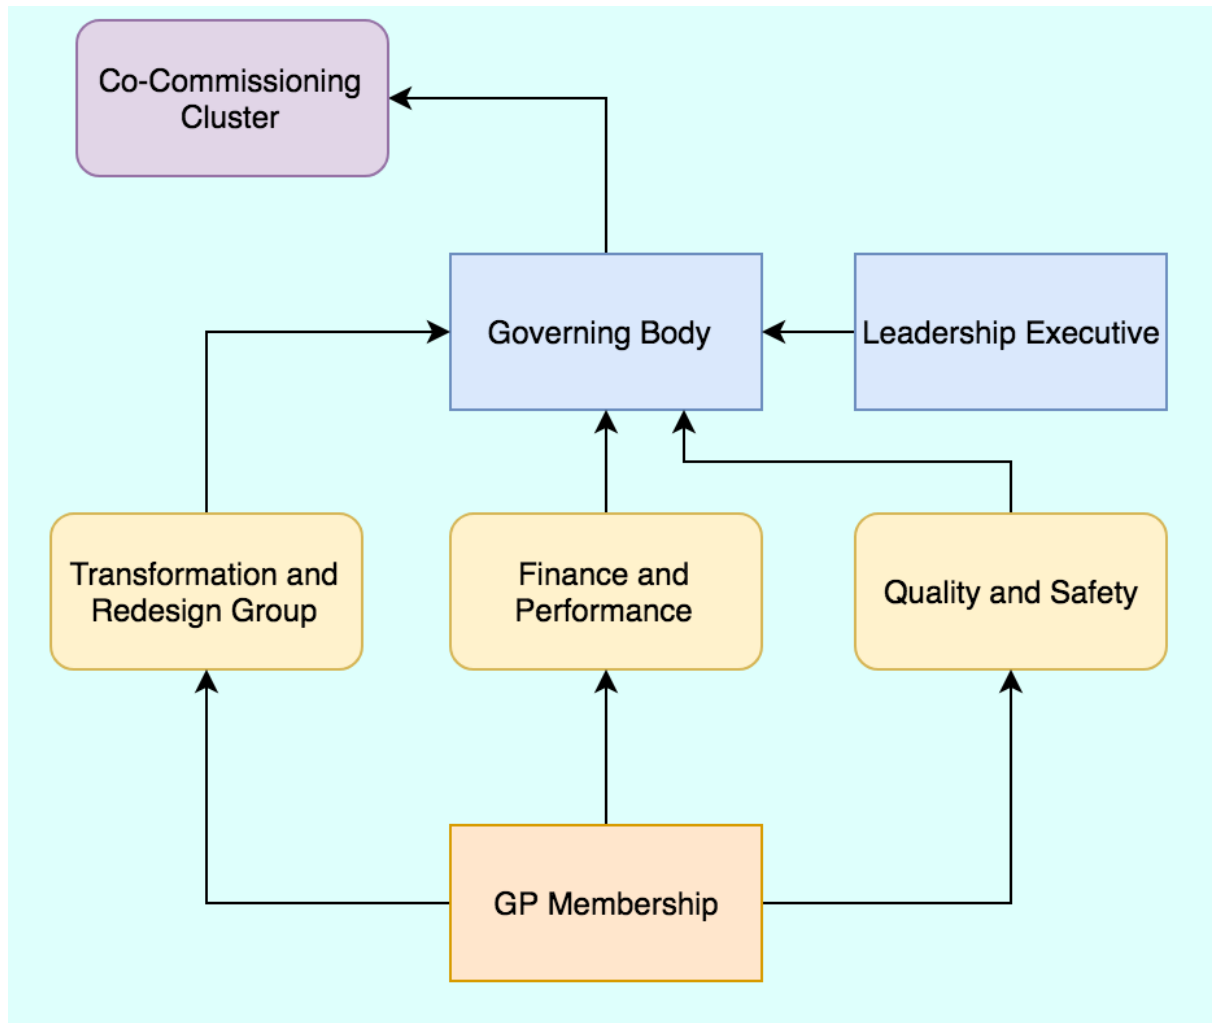 Co-Commissioning
Cluster
Governing Body
Leadership Executive
Transformation and
Redesign Group
Finance and
Performance
Quality and Safety
GP Membership